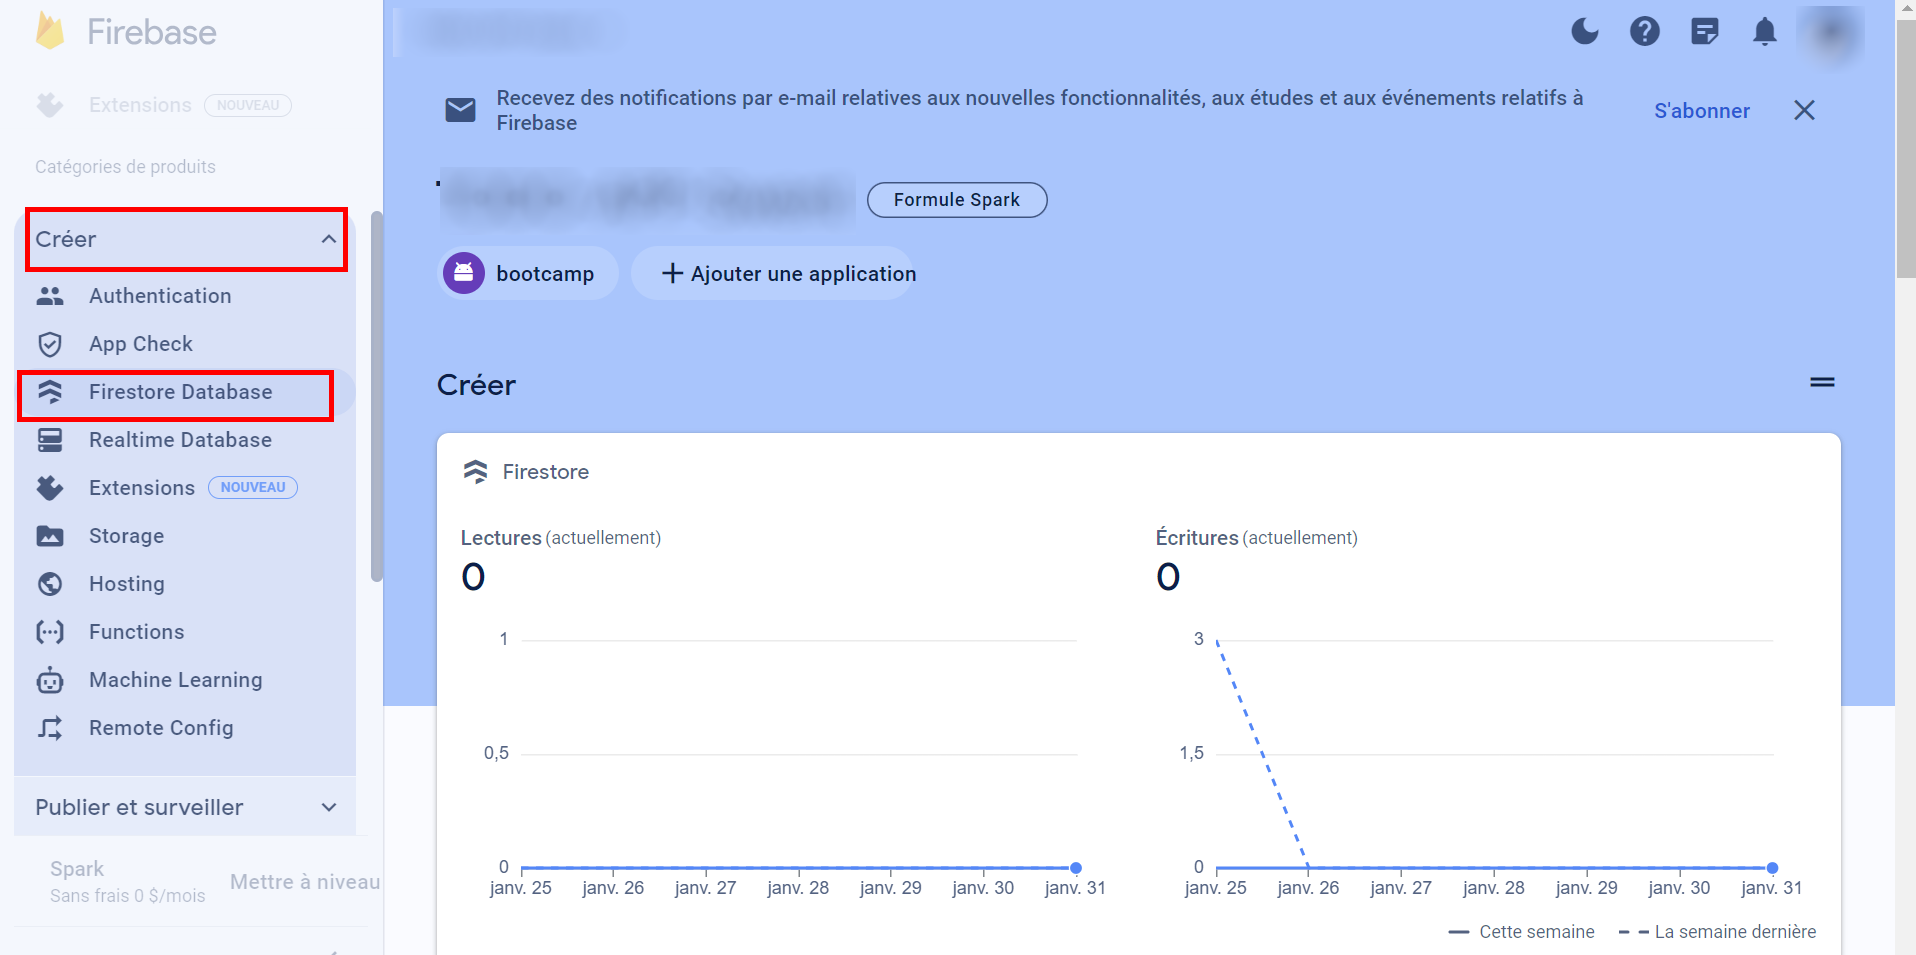 Firebase
Extensions NOUVEAU
Catégories de produits
Créer
Authentication
App Check
Firestore Database
Realtime Database
Extensions NOUVEAU
Storage
Hosting
Functions
Machine Learning
Remote Config
Publier et surveiller
Spark
Sans frais 0 $/mois
Mettre à niveau
Recevez des notifications par e-mail relatives aux nouvelles fonctionnalités, aux études et aux événements relatifs à
Firebase
S'abonner
Formule Spark
bootcamp
Ajouter une application
Créer
Firestore
Lectures (actuellement)
0
1
0,5
0
janv. 25 janv. 26 janv. 27 janv. 28 janv. 29 janv. 30 janv. 31
Écritures (actuellement)
0
3
1,5
0
janv. 25 janv. 26 janv. 27 janv. 28 janv. 29 janv. 30 janv. 31
Cette semaine La semaine dernière